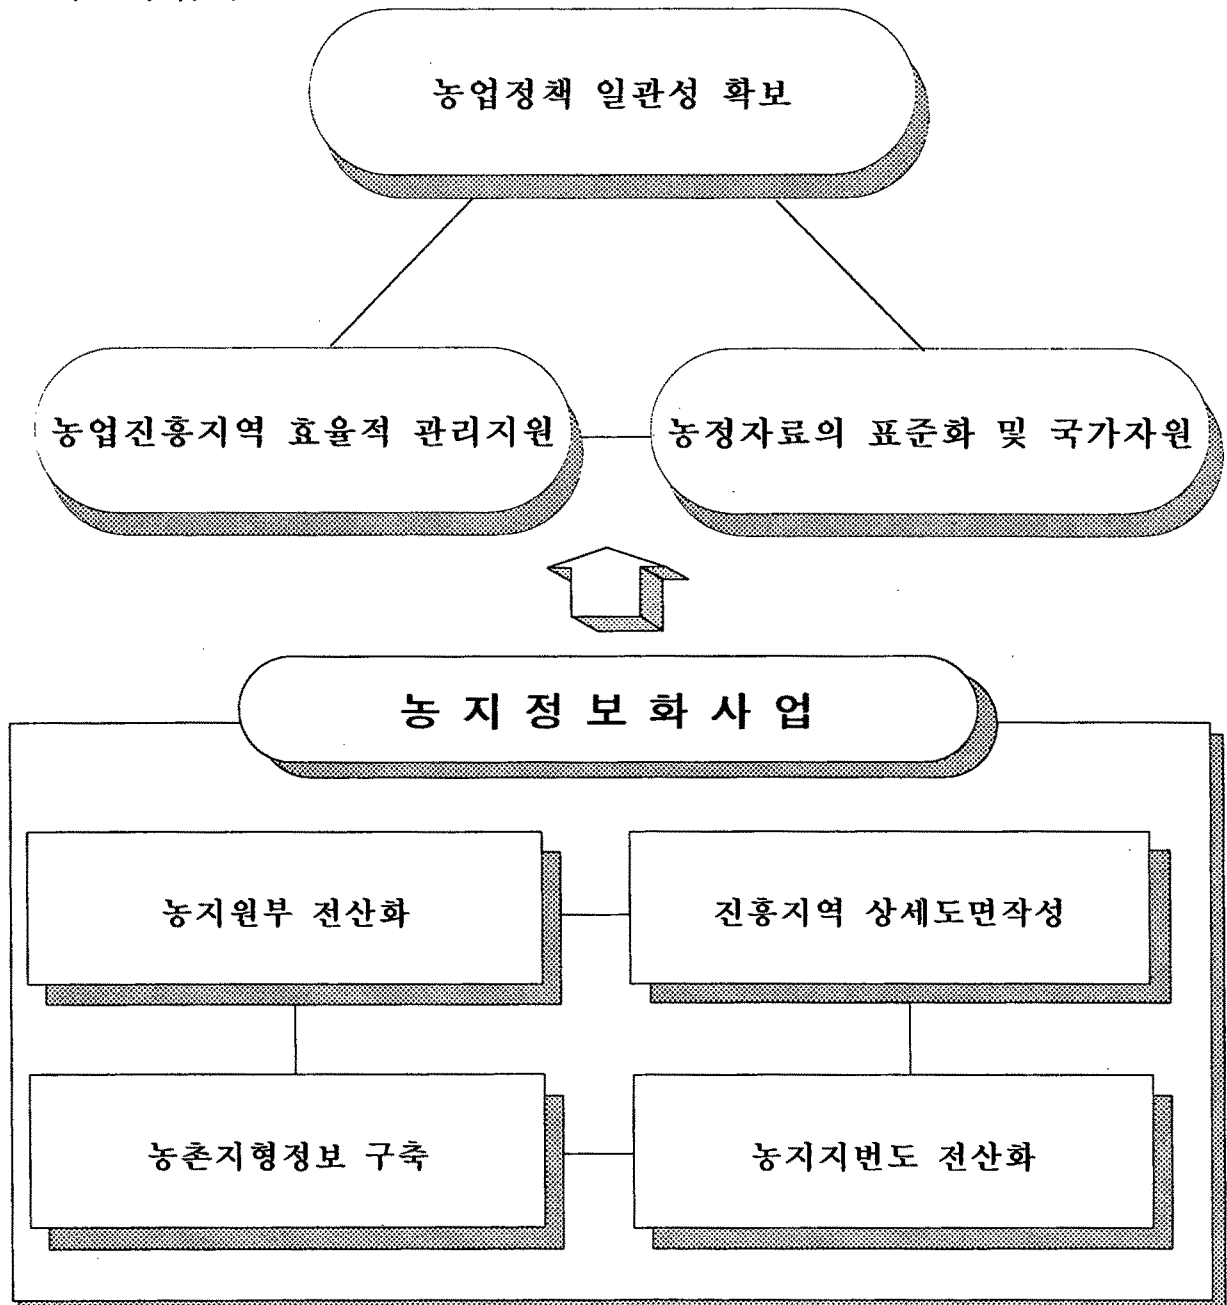 농업정책 일관성 확보
농업진흥지역 효율적 관리지원
농정자료의 표준화 및 국가자원
농 지 정 보 화 사 업
농지원부 전산화
진흥지역 상세도면작성
농촌지형정보 구축
농지지번도 전산화